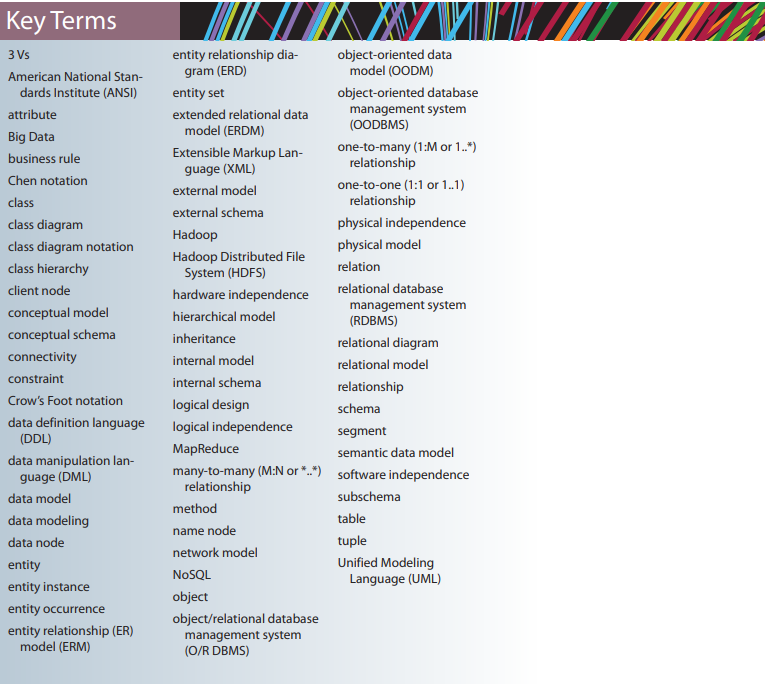 Key Terms
3 Vs
American National Stan-
dards Institute (ANSI)
attribute
Big Data
business rule
Chen notation
class
class diagram
class diagram notation
class hierarchy
client node
conceptual model
conceptual schema
connectivity
constraint
Crow's Foot notation
data definition language
(DDL)
data manipulation lan-
guage (DML)
data model
data modeling
data node
entity
entity instance
entity occurrence
entity relationship (ER)
model (ERM)
entity relationship dia-
gram (ERD)
entity set
extended relational data
model (ERDM)
Extensible Markup Lan-
guage (XML)
external model
external schema
Hadoop
Hadoop Distributed File
System (HDFS)
hardware independence
hierarchical model
inheritance
internal model
internal schema
logical design
logical independence
MapReduce
many-to-many (M:N or *..*)
relationship
method
name node
network model
NoSQL
object
object/relational database
management system
(O/R DBMS)
object-oriented data
model (OODM)
object-oriented database
management system
(OODBMS)
one-to-many (1:M or 1..*)
relationship
one-to-one (1:1 or 1..1)
relationship
physical independence
physical model
relation
relational database
management system
(RDBMS)
relational diagram
relational model
relationship
schema
segment
semantic data model
software independence
subschema
table
tuple
Unified Modeling
Language (UML)